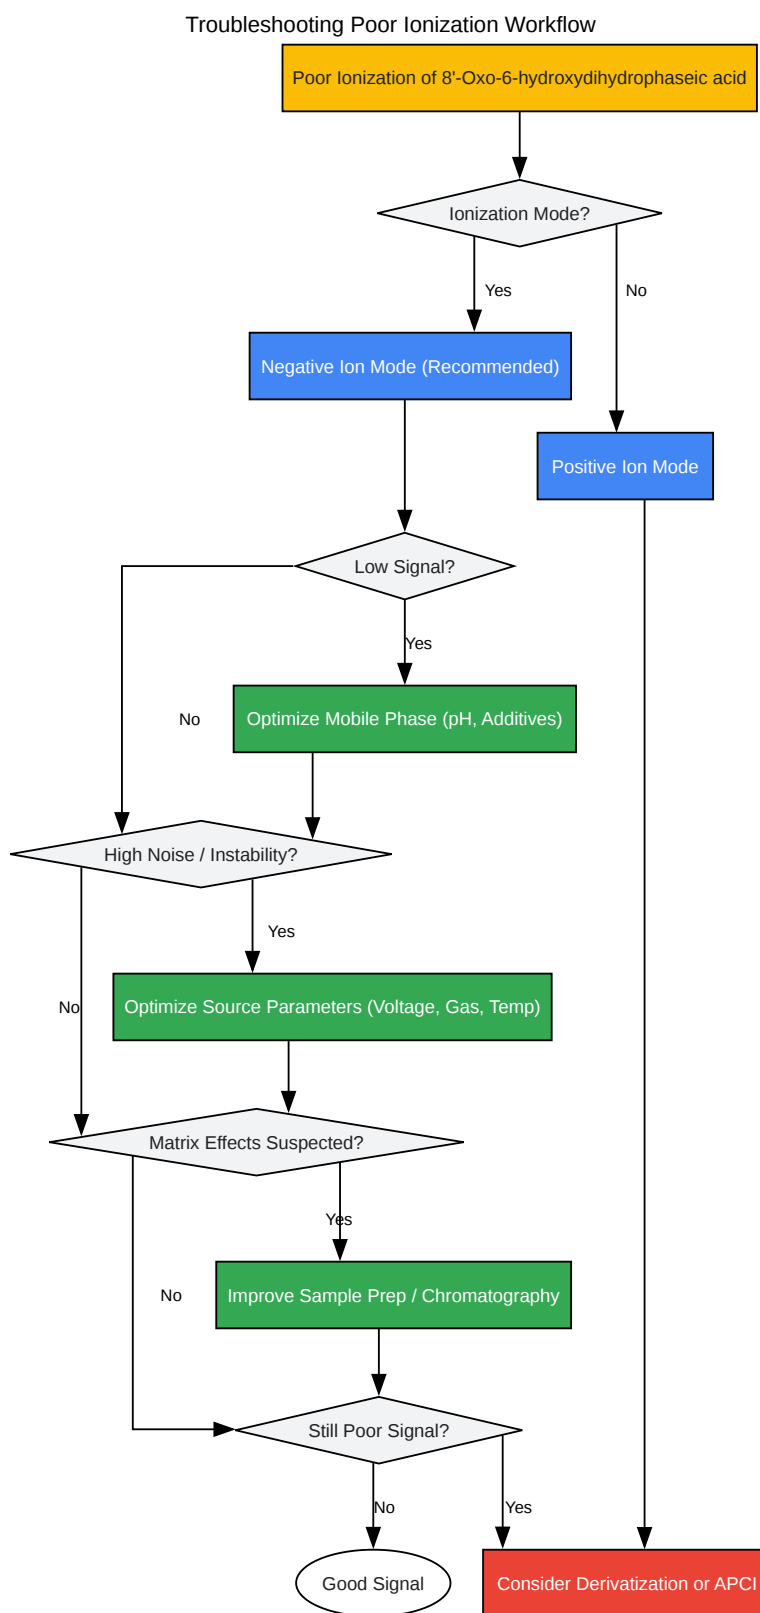 Troubleshooting Poor Ionization Workflow
Poor Ionization of 8'-Oxo-6-hydroxydihydrophaseic acid
Ionization Mode?
Yes
No
Negative Ion Mode (Recommended)
Positive Ion Mode
Low Signal?
Yes
No
Optimize Mobile Phase (pH, Additives)
High Noise / Instability?
Yes
No
Optimize Source Parameters (Voltage, Gas, Temp)
Matrix Effects Suspected?
Yes
No
Improve Sample Prep / Chromatography
Still Poor Signal?
No
Yes
Good Signal
Consider Derivatization or APCI